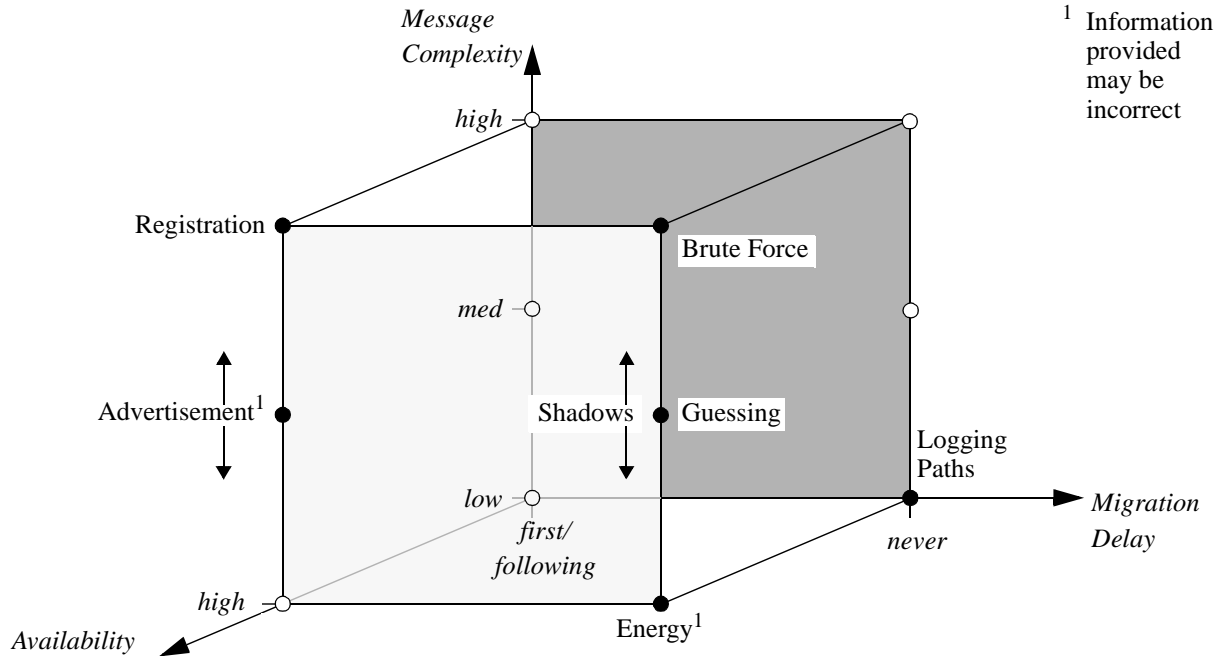 Message
Complexity
1 Information
provided
may be
incorrect
high
Registration
Brute Force
med
Advertisement1
Shadows
Guessing
Logging
Paths
low
first/
following
never
Migration
Delay
high
Energy1
Availability